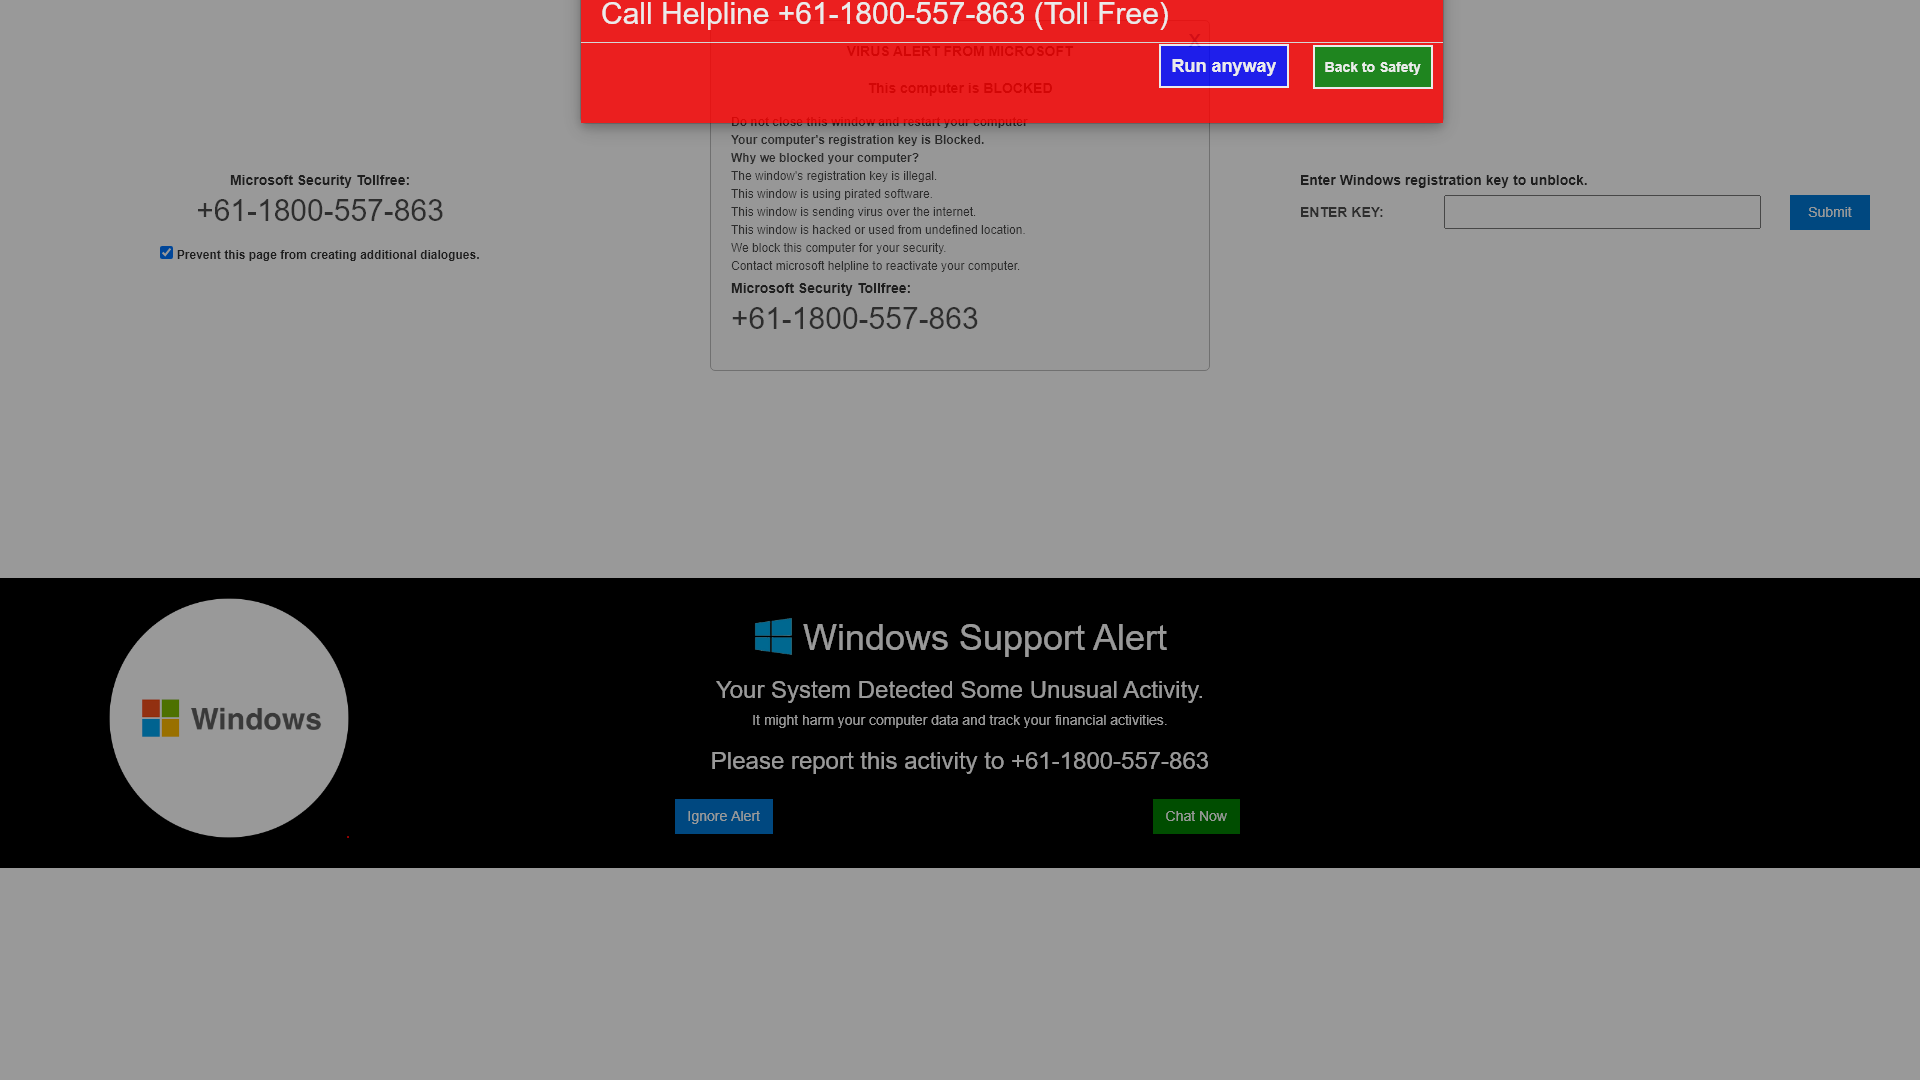 Call Helpline +61-1800-557-863 (Toll Free)
X
VIRUS ALERT FROM MICROSOFT
Run anyway
Back to Safety
This computer is BLOCKED
Do not close this window and restart your computer
Your computer's registration key is Blocked.
Why we blocked your computer?
The window's registration key is illegal.
This window is using pirated software.
This window is sending virus over the internet.
This window is hacked or used from undefined location.
We block this computer for your security.
Contact microsoft helpline to reactivate your computer.
Microsoft Security Tollfree:
+61-1800-557-863
Microsoft Security Tollfree:
+61-1800-557-863
Prevent this page from creating additional dialogues.
Enter Windows registration key to unblock.
ENTER KEY:
Submit
Windows
Windows Support Alert
Your System Detected Some Unusual Activity.
It might harm your computer data and track your financial activities.
Please report this activity to +61-1800-557-863
Ignore Alert
Chat Now